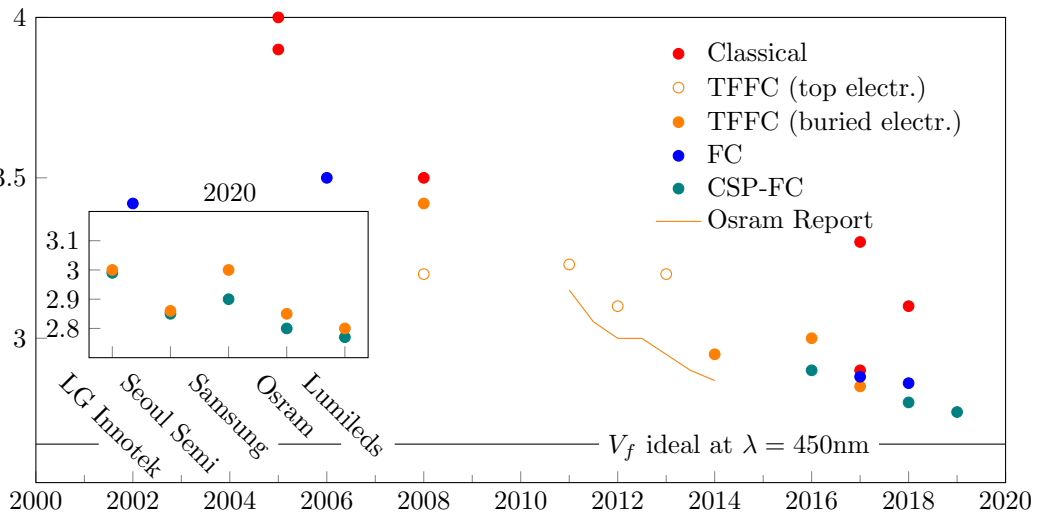 4
3.5
3
Classical
TFFC (top electr.)
TFFC (buried electr.)
FC
CSP-FC
Osram Report
2020
3.1
3
2.9
2.8
LG Innotek
Seoul Semi
Samsung
Osram
Lumileds
V_f ideal at λ = 450nm
2000 2002 2004 2006 2008 2010 2012 2014 2016 2018 2020